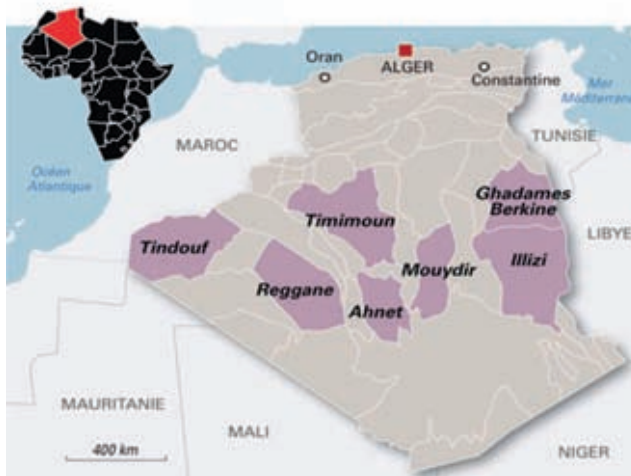 Oran
ALGER
Constantine
Mer
Méditerrané
MAROC
TUNISIE
Océan
Atlantique
Ghadames
Berkine
Timimoun
Tindouf
LIBYE
Mouydir
Illizi
Reggane
Ahnet
MAURITANIE
MALI
400 km
NIGER